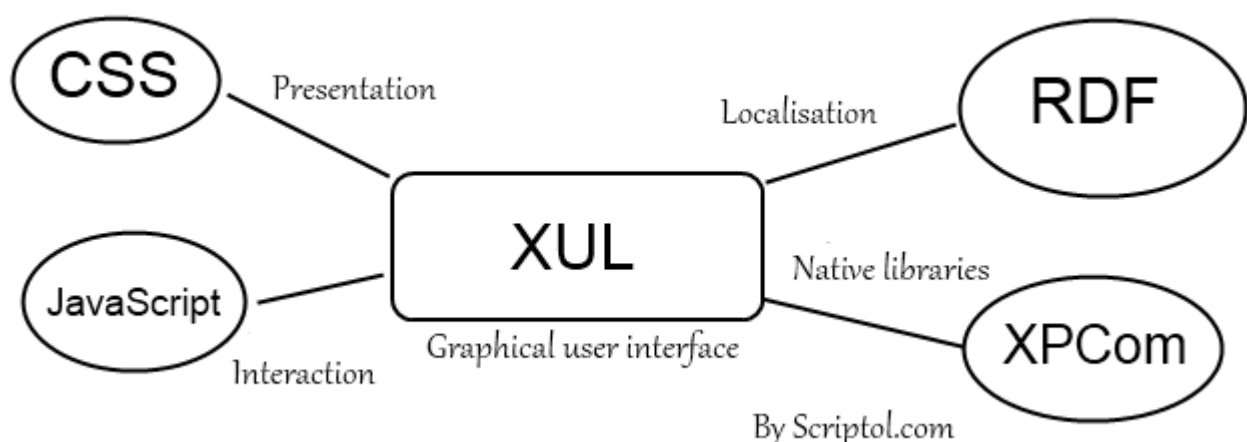 CSS
Presentation
Localisation
RDF
XUL
JavaScript
Interaction
Graphical user interface
Native libraries
XPCom
By Scriptol.com